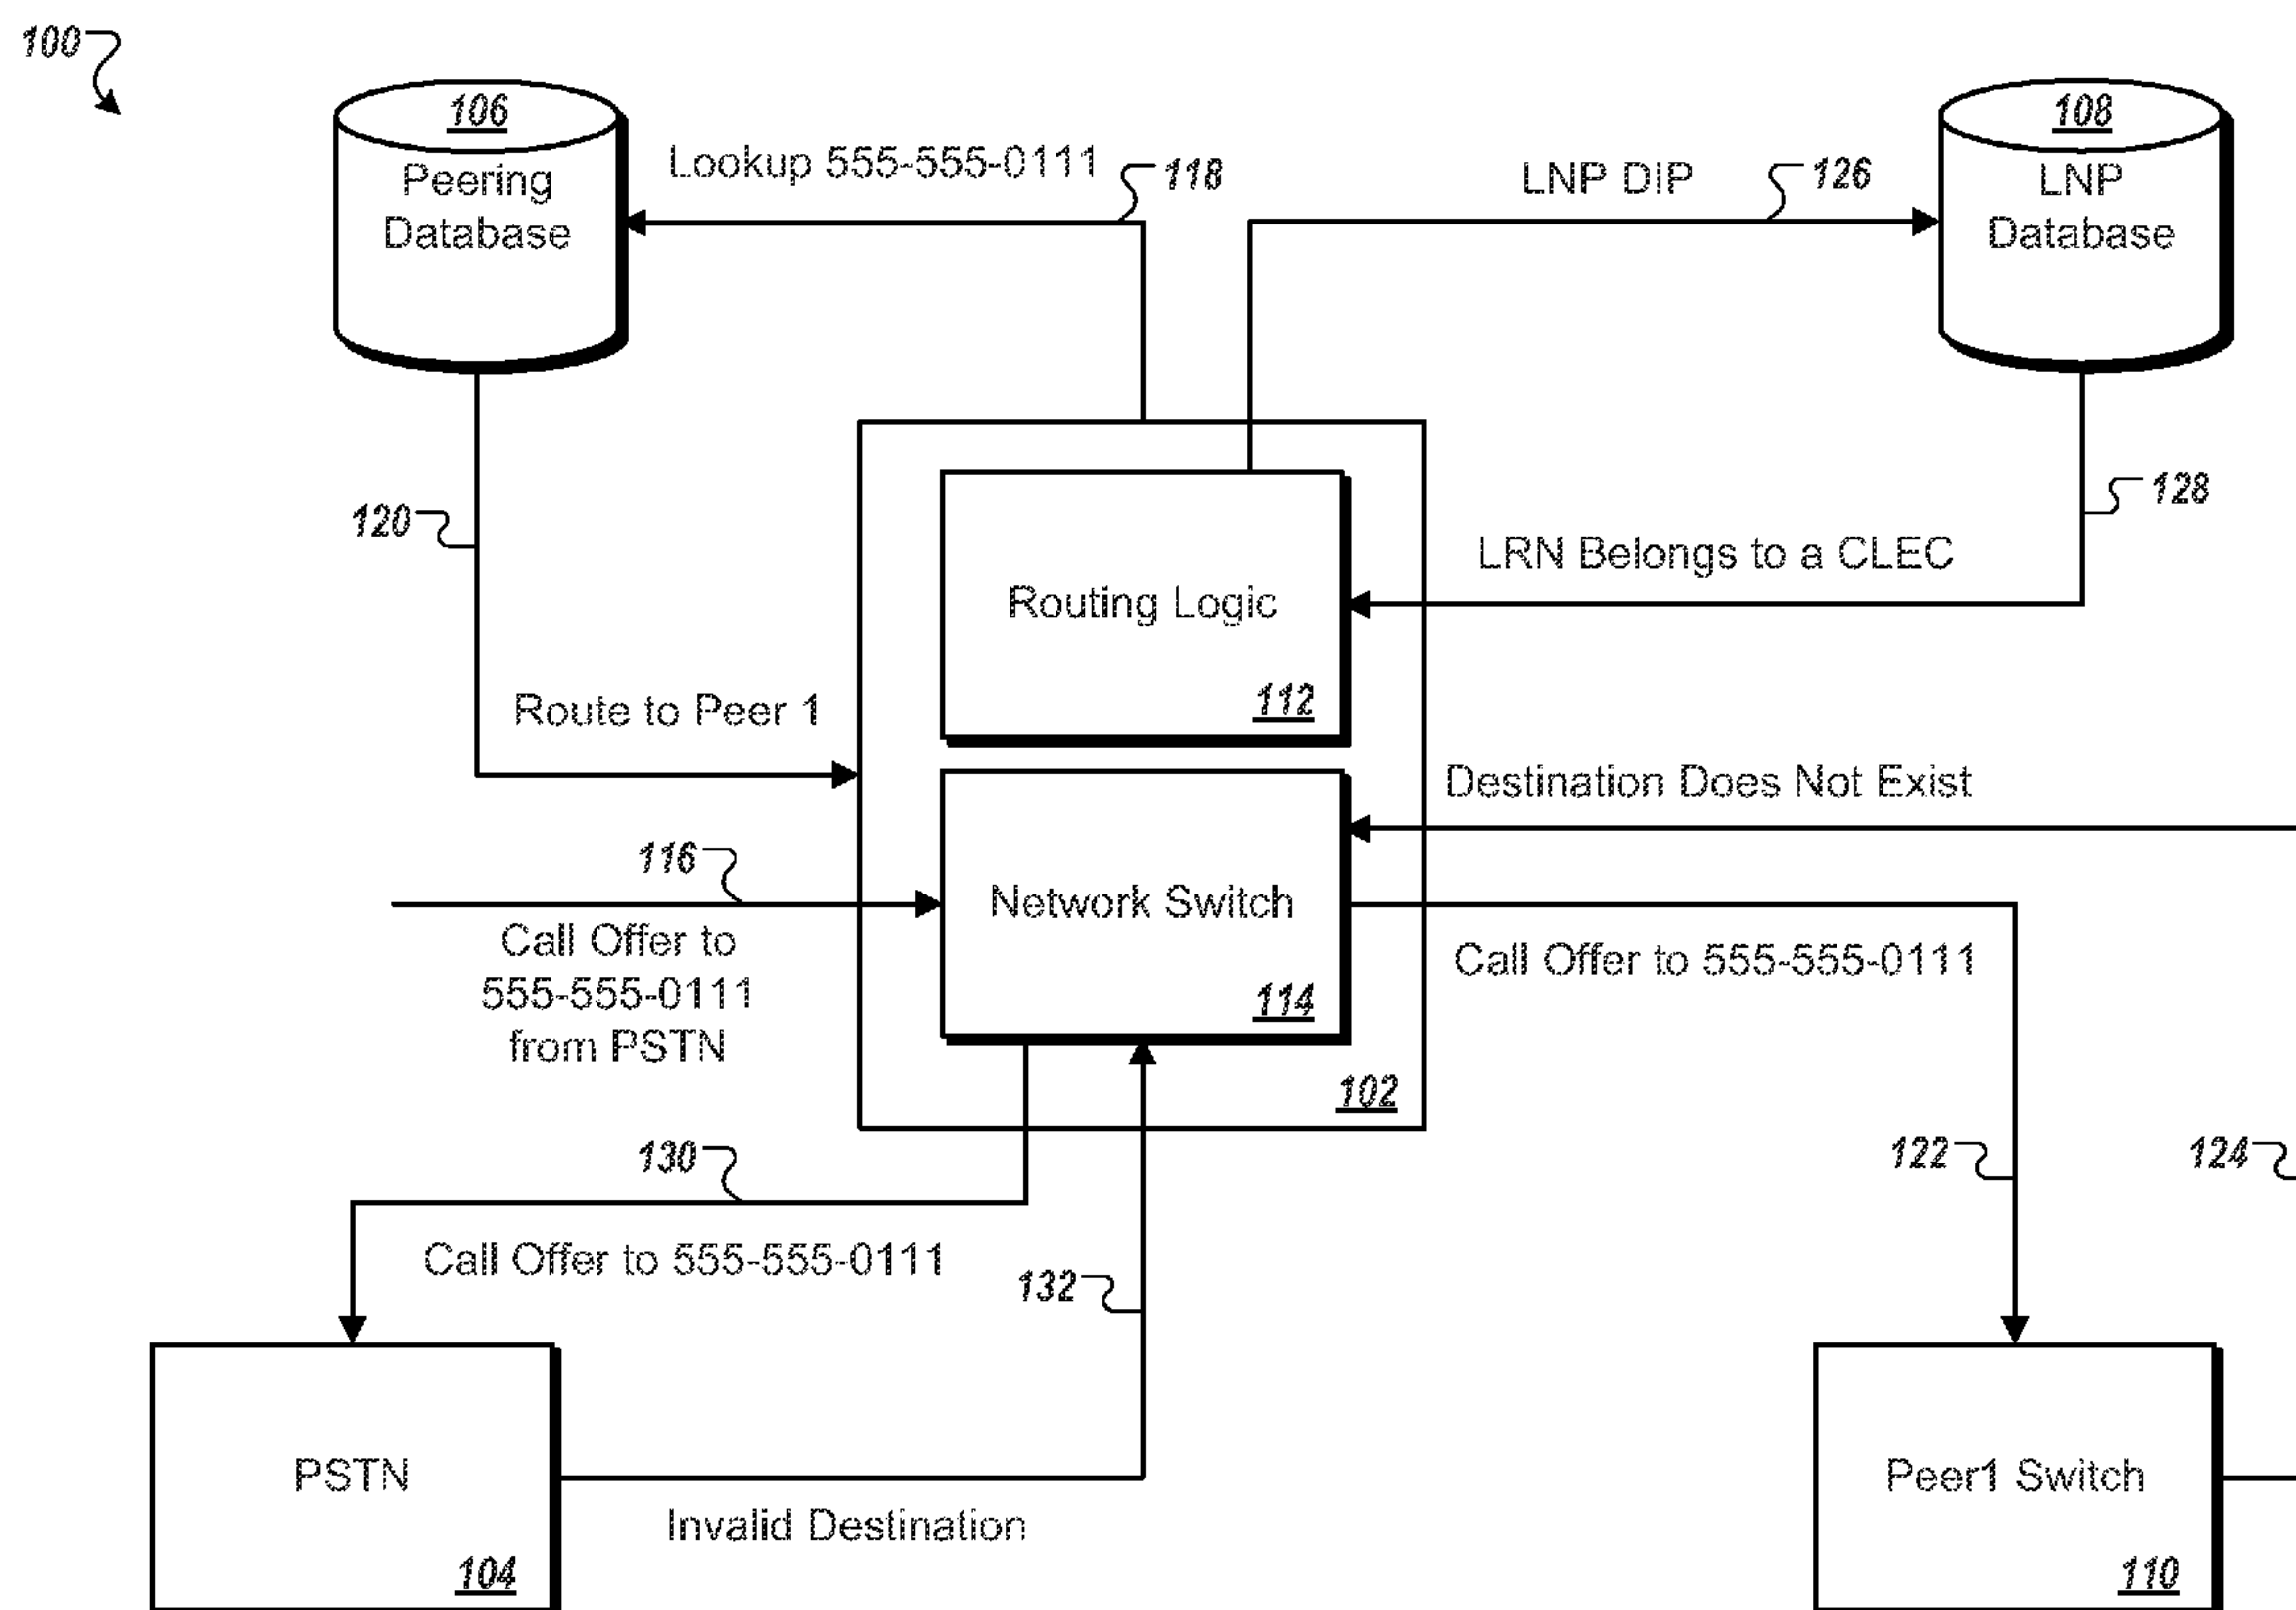 100
106
Peering
Database
Lookup 555-555-0111
118
LNP DIP
126
108
LNP
Database
120
128
LRN Belongs to a CLEC
Routing Logic
112
Route to Peer 1
Destination Does Not Exist
116
Call Offer to
555-555-0111
from PSTN
Network Switch
114
Call Offer to 555-555-0111
102
130
122
124
Call Offer to 555-555-0111
132
PSTN
104
Invalid Destination
Peer1 Switch
110